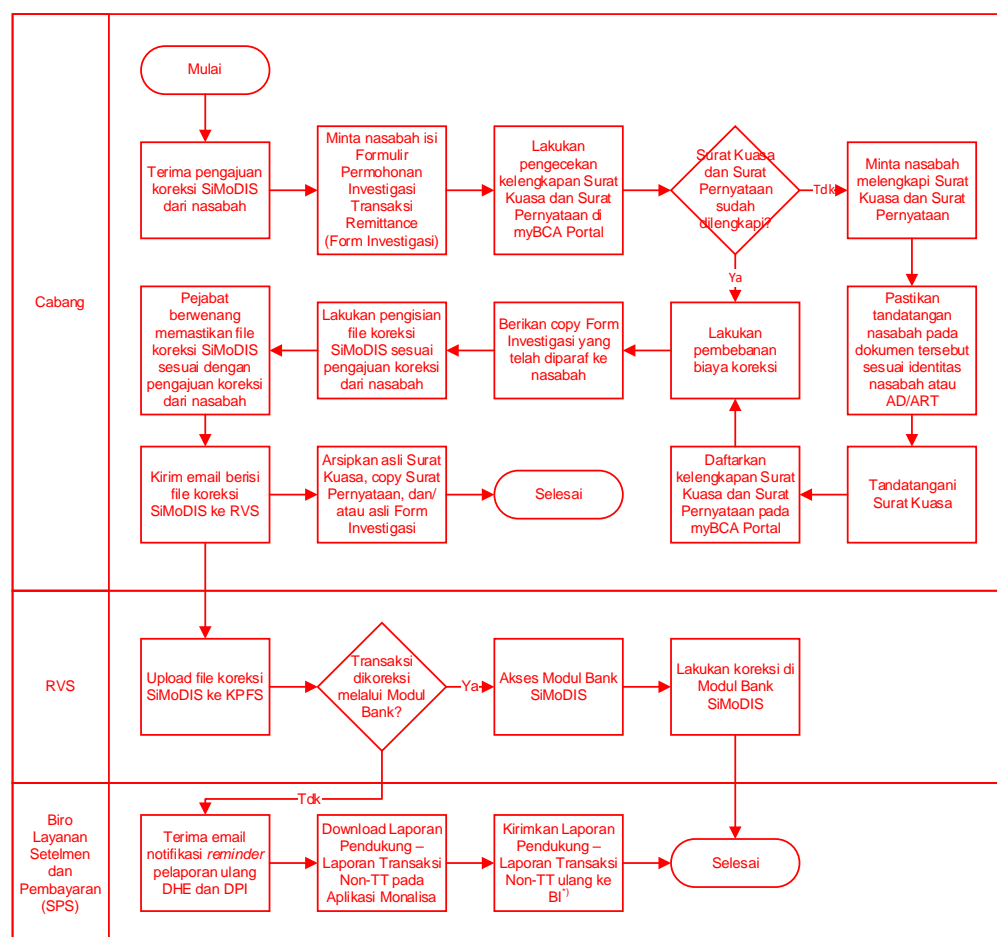 Cabang
Mulai
Terima pengajuan
koreksi SiMoDIS
dari nasabah
Minta nasabah isi
Formulir
Permohonan
Investigasi
Transaksi
Remittance
(Form Investigasi)
Lakukan
pengecekan
kelengkapan Surat
Kuasa dan Surat
Pernyataan di
myBCA Portal
Surat Kuasa
dan Surat
Pernyataan
sudah
dilengkapi?
Tdk
Minta nasabah
melengkapi Surat
Kuasa dan Surat
Pernyataan
Ya
Pejabat
berwenang
memastikan file
koreksi SiMoDIS
sesuai dengan
pengajuan koreksi
dari nasabah
Lakukan pengisian
file koreksi
SiMoDIS sesuai
pengajuan koreksi
dari nasabah
Berikan copy Form
Investigasi yang
telah diparaf ke
nasabah
Lakukan
pembebanan
biaya koreksi
Pastikan
tandatangan
nasabah pada
dokumen tersebut
sesuai identitas
nasabah atau
AD/ART
Kirim email berisi
file koreksi
SiMoDIS ke RVS
Arsipkan asli Surat
Kuasa, copy Surat
Pernyataan, dan/
atau asli Form
Investigasi
Selesai
Daftarkan
kelengkapan Surat
Kuasa dan Surat
Pernyataan pada
myBCA Portal
Tandatangani
Surat Kuasa
RVS
Upload file koreksi
SiMoDIS ke KPFS
Transaksi
dikoreksi
melalui Modul
Bank?
Ya
Akses Modul Bank
SiMoDIS
Lakukan koreksi di
Modul Bank
SiMoDIS
Tdk
Biro
Layanan
Setelmen
dan
Pembayaran
(SPS)
Terima email
notifikasi reminder
pelaporan ulang
DHE dan DPI
Download Laporan
Pendukung –
Laporan Transaksi
Non-TT pada
Aplikasi Monalisa
Kirimkan Laporan
Pendukung –
Laporan Transaksi
Non-TT ulang ke
BI*)
Selesai